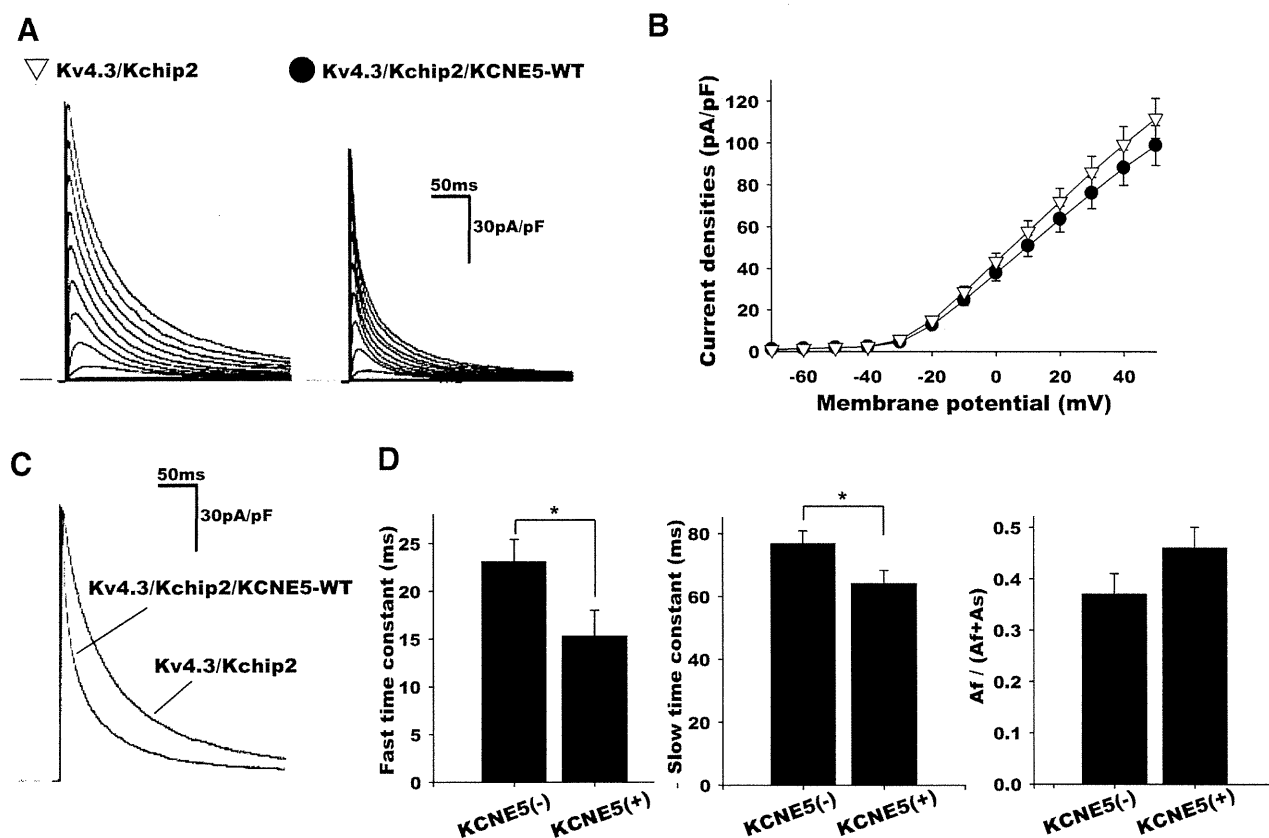 A
Kv4.3/Kchip2
Kv4.3/Kchip2/KCNE5-WT
50ms
30pA/pF
B
Current densities (pA/pF)
120
100
80
60
40
20
0
-60
-40
-20
0
20
40
Membrane potential (mV)
C
50ms
30pA/pF
Kv4.3/Kchip2/KCNE5-WT
Kv4.3/Kchip2
D
Fast time constant (ms)
25
20
15
10
5
0
*
KCNE5(-)
KCNE5(+)
Slow time constant (ms)
80
60
40
20
0
*
KCNE5(-)
KCNE5(+)
Af / (Af+As)
0.5
0.4
0.3
0.2
0.1
0.0
KCNE5(-)
KCNE5(+)